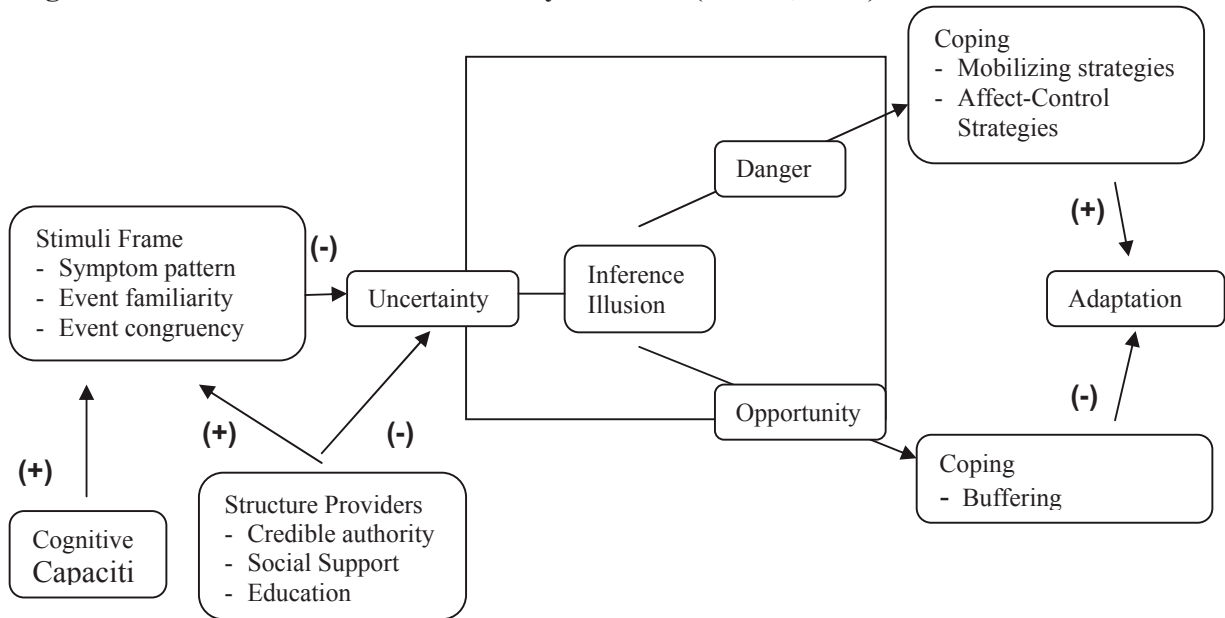 Coping
- Mobilizing strategies
- Affect-Control
Strategies
Danger
(+)
Stimuli Frame
- Symptom pattern
- Event familiarity
- Event congruency
(-)
Uncertainty
Inference
Illusion
Adaptation
Opportunity
(-)
(+)
(-)
(+)
Coping
- Buffering
Structure Providers
- Credible authority
- Social Support
- Education
Cognitive
Capaciti